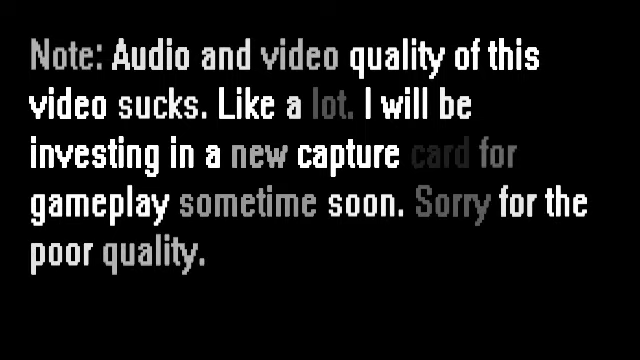 Note: Audio and video quality of this
video sucks. Like a lot. I will be
investing in a new capture card for
gameplay sometime soon. Sorry for the
poor quality.